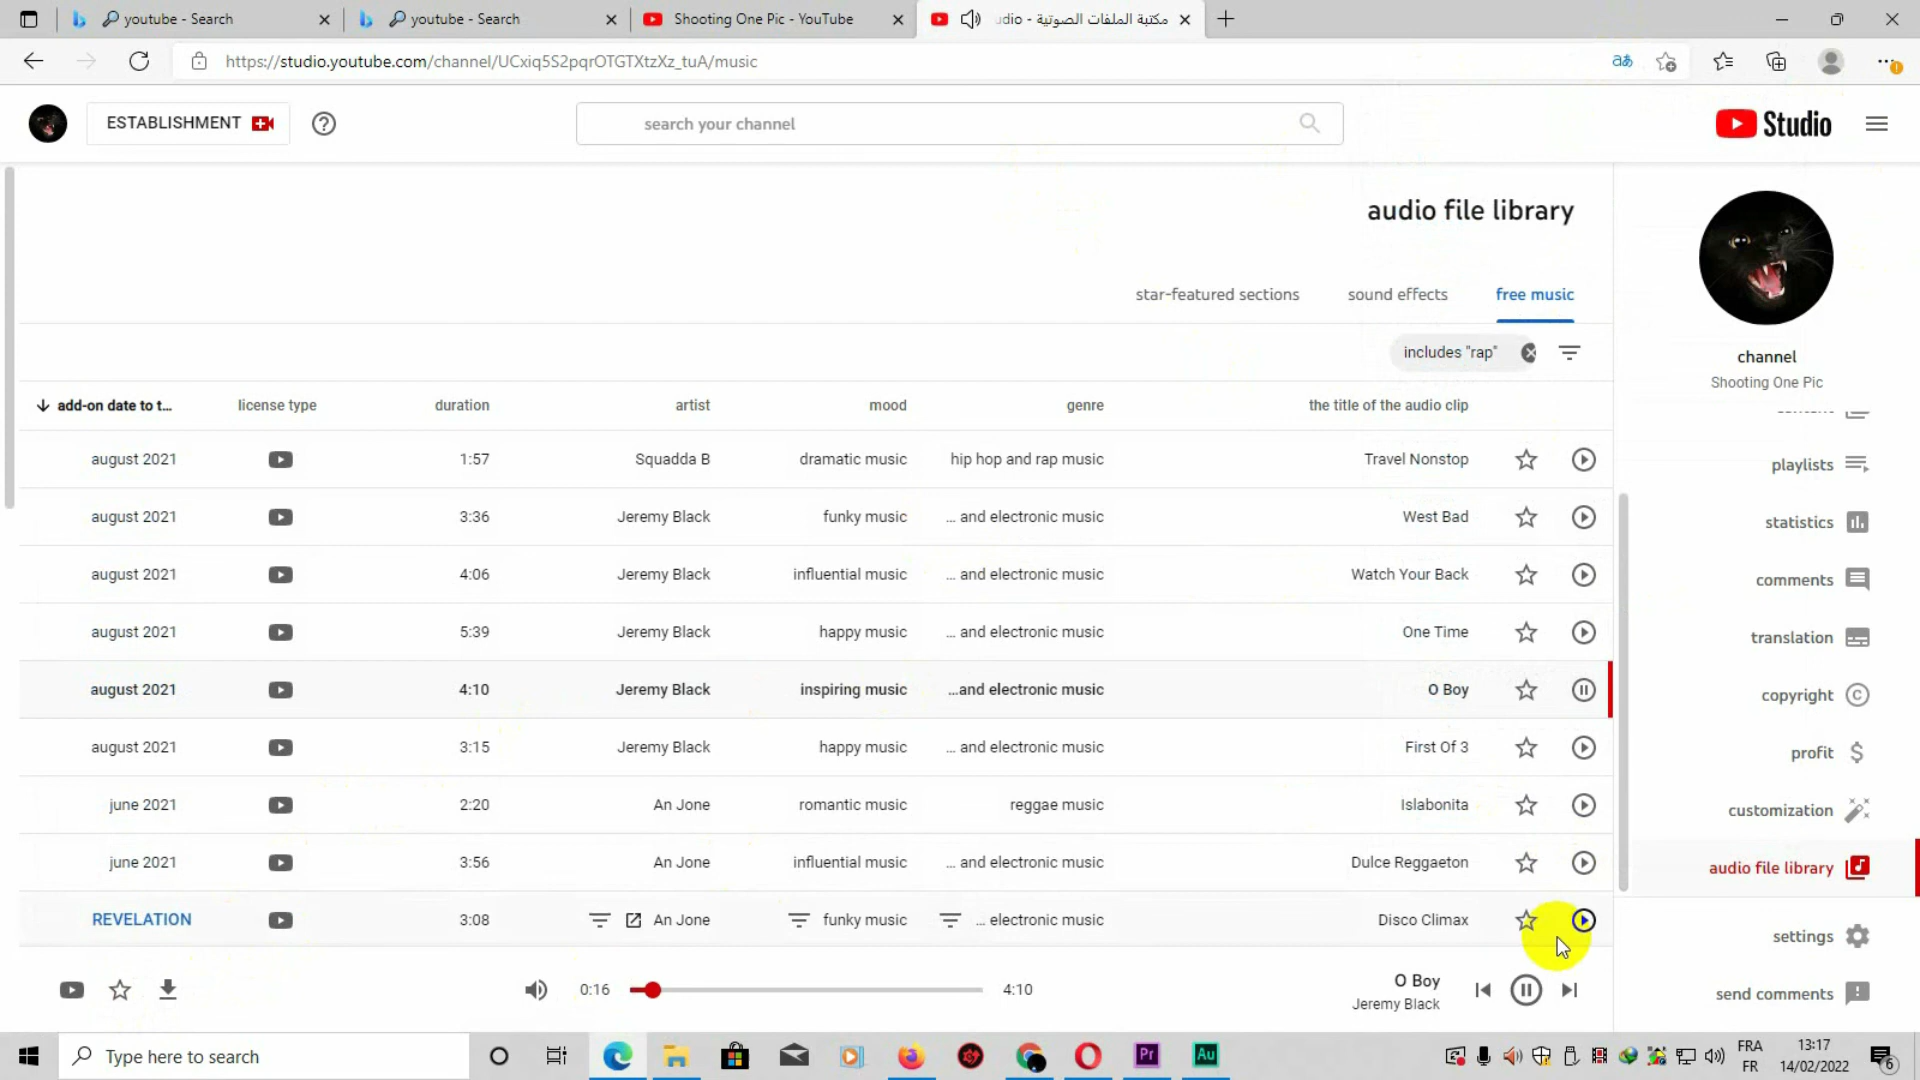 youtube - Search
youtube - Search
Shooting One Pic - YouTube
مكتبة الملفات الصوتية - udio
https://studio.youtube.com/channel/UCxiq5S2pqrOTGTXtzXz_tuA/music
ESTABLISHMENT
search your channel
Studio
audio file library
star-featured sections sound effects free music
includes "rap"
channel
Shooting One Pic
add-on date to t... license type duration artist mood genre the title of the audio clip
august 2021 1:57 Squadda B dramatic music hip hop and rap music Travel Nonstop
august 2021 3:36 Jeremy Black funky music ... and electronic music West Bad
august 2021 4:06 Jeremy Black influential music ... and electronic music Watch Your Back
august 2021 5:39 Jeremy Black happy music ... and electronic music One Time
august 2021 4:10 Jeremy Black inspiring music ...and electronic music O Boy
august 2021 3:15 Jeremy Black happy music ... and electronic music First Of 3
june 2021 2:20 An Jone romantic music reggae music Islabonita
june 2021 3:56 An Jone influential music ... and electronic music Dulce Reggaeton
REVELATION 3:08 An Jone funky music ... electronic music Disco Climax
playlists
statistics
comments
translation
copyright
profit
customization
audio file library
settings
send comments
0:16 4:10
O Boy
Jeremy Black
Type here to search
Pr
Au
FRA
FR
13:17
14/02/2022
6